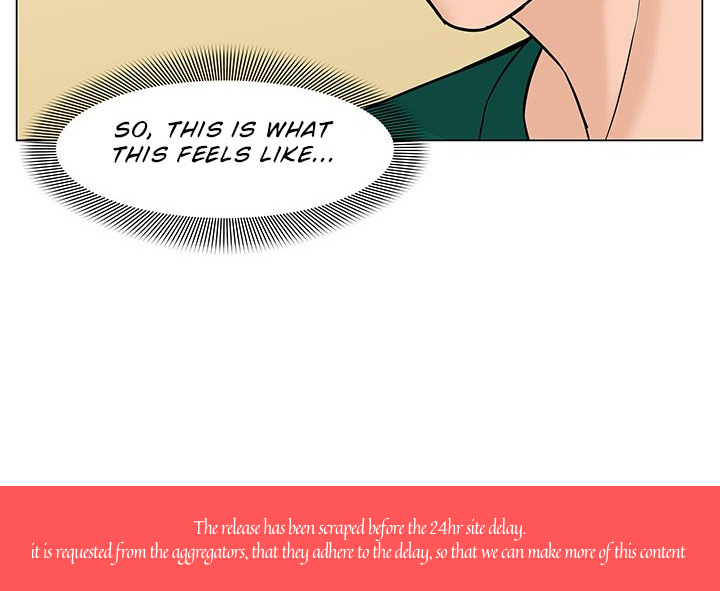 SO, THIS IS WHAT
THIS FEELS LIKE...
The release has been scraped before the 24hr site delay.
it is requested from the aggregators, that they adhere to the delay, so that we can make more of this content